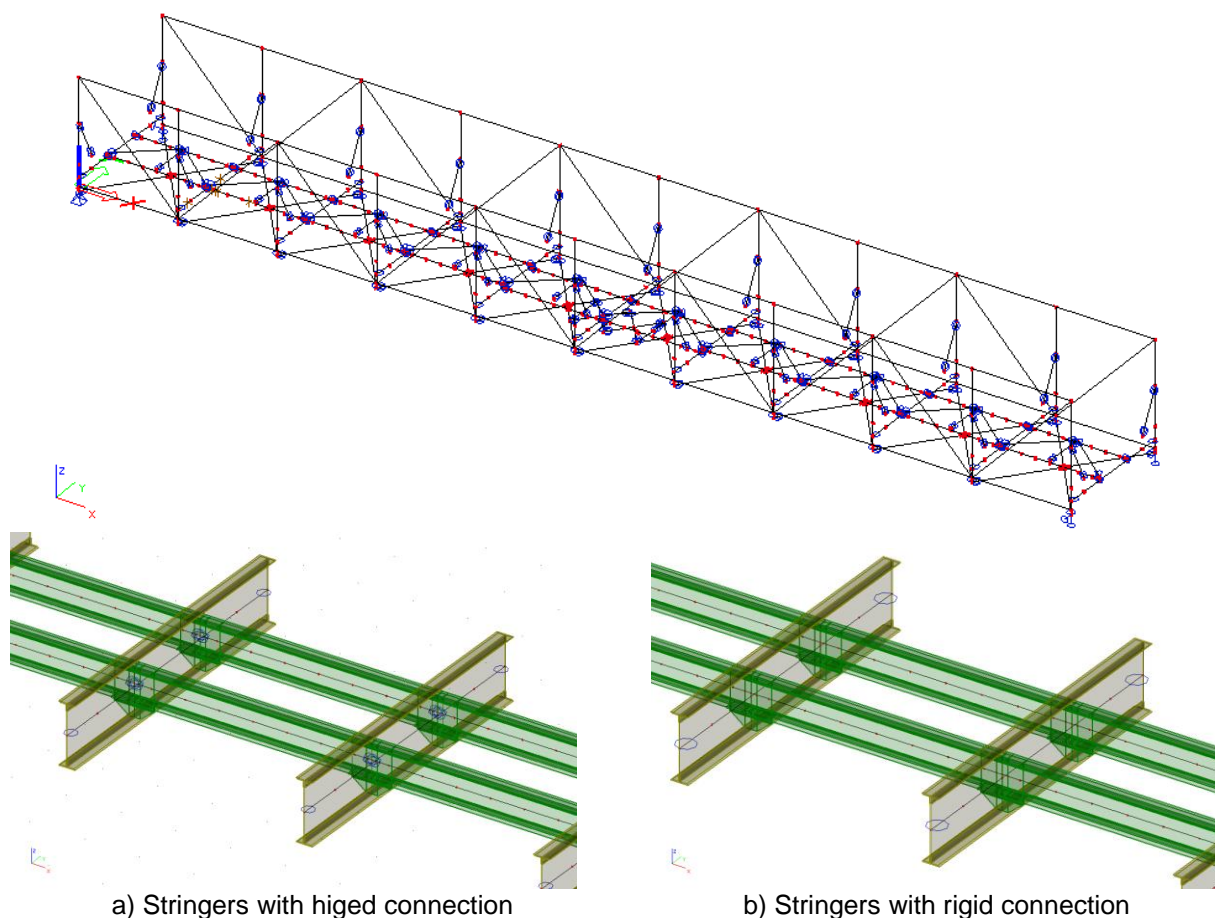 z
Y
x
a) Stringers with higed connection
b) Stringers with rigid connection